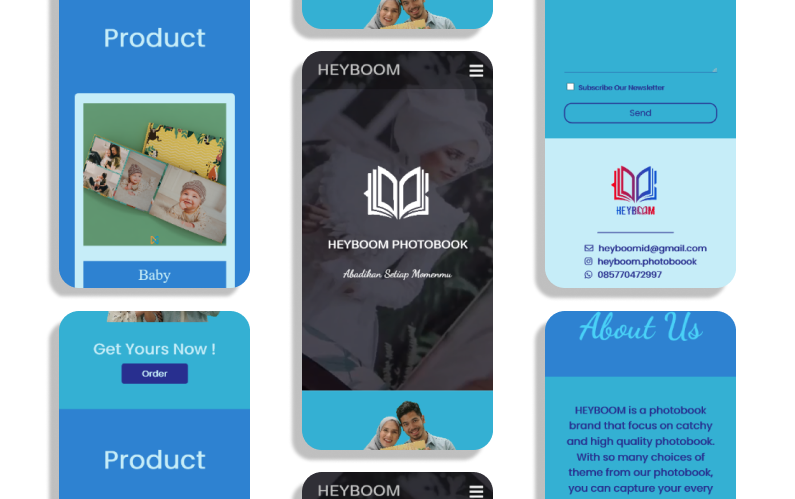 Product
Baby
Get Yours Now !
Order
Product
HEYBOOM
HEYBOOM PHOTOBOOK
Abadikan Setiap Momenmu
HEYBOOM
Subscribe Our Newsletter
Send
HEYBOOM
heyboomid@gmail.com
heyboom.photoboook
085770472997
About Us
HEYBOOM is a photobook
brand that focus on catchy
and high quality photobook.
With so many choices of
theme from our photobook,
you can capture your every